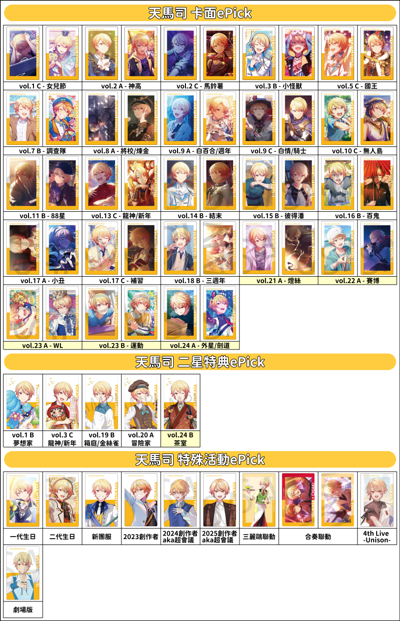 天馬司 卡面ePick
vol.1 C - 女兒節
vol.2 A - 神高
vol.2 C - 馬鈴薯
vol.3 B - 小怪獸
vol.5 C - 國王
vol.7 B - 調查隊
vol.8 A - 將校/煉金
vol.9 A - 白百合/週年
vol.9 C - 白情/騎士
vol.10 C - 無人島
vol.11 B - 88星
vol.13 C - 龍神/新年
vol.14 B - 結末
vol.15 B - 彼得潘
vol.16 B - 百鬼
vol.17 A - 小丑
vol.17 C - 補習
vol.18 B - 三週年
vol.21 A - 燈絲
vol.22 A - 賽博
vol.23 A - WL
vol.23 B - 運動
vol.24 A - 外星/劍道
天馬司 二星特典ePick
vol.1 B
夢想家
vol.3 C
龍神/新年
vol.19 B
箱庭/金絲雀
vol.20 A
冒險家
vol.24 B
茶室
天馬司 特殊活動ePick
一代生日
二代生日
新團服
2023創作者
2024創作者
aka超會議
2025創作者
aka超會議
三麗鷗聯動
合奏聯動
4th Live
-Unison-
劇場版